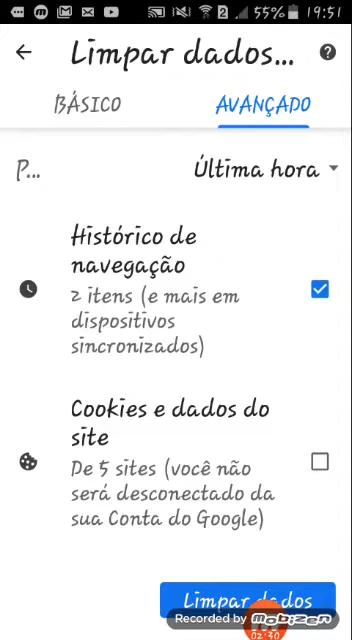 2 55% 19:51
Limpar dados...
BÁSICO AVANÇADO
P... Última hora
Histórico de
navegação
2 itens (e mais em
dispositivos
sincronizados)
Cookies e dados do
site
De 5 sites (você não
será desconectado da
sua Conta do Google)
Limpar dados
Recorded by mobizen
02:30